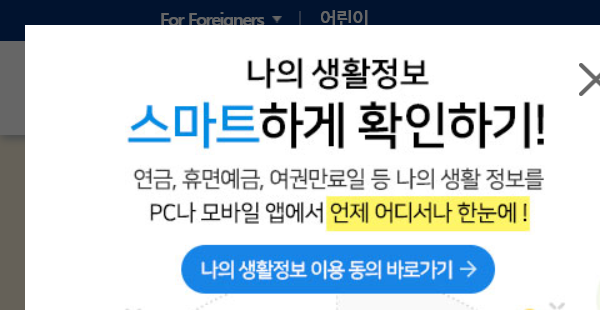 For Foreigners ▼ | 어린이
나의 생활정보
스마트하게 확인하기!
연금, 휴면예금, 여권만료일 등 나의 생활 정보를
PC나 모바일 앱에서 언제 어디서나 한눈에 !
나의 생활정보 이용 동의 바로가기 →